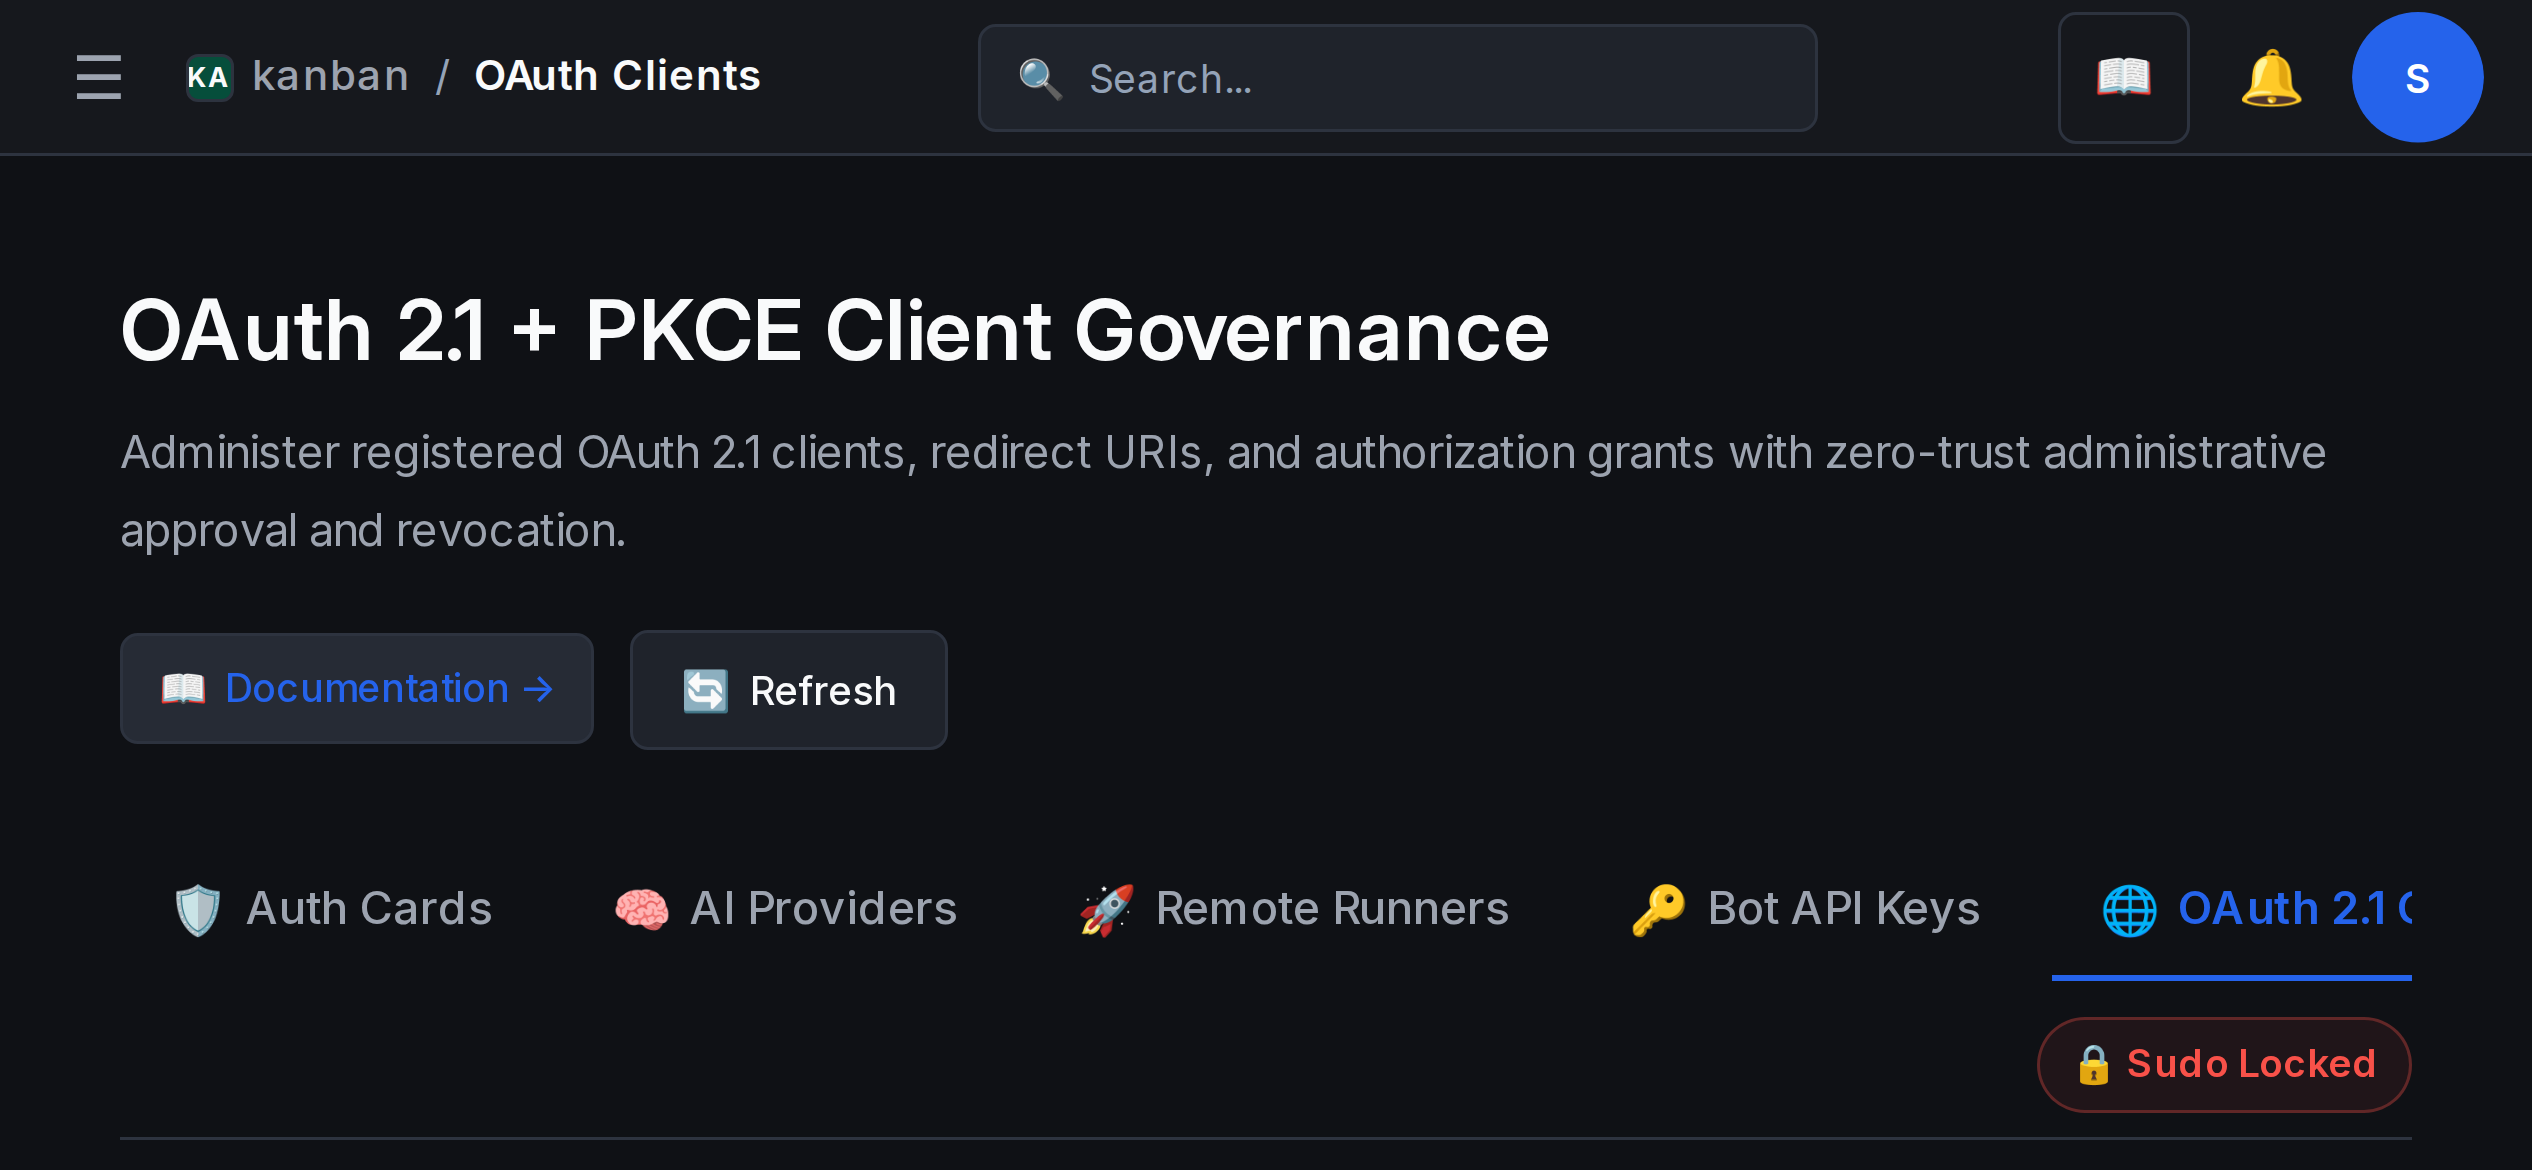 KA kanban / OAuth Clients
Search...
S
OAuth 2.1 + PKCE Client Governance
Administer registered OAuth 2.1 clients, redirect URIs, and authorization grants with zero-trust administrative
approval and revocation.
Documentation →
Refresh
Auth Cards
AI Providers
Remote Runners
Bot API Keys
OAuth 2.1
Sudo Locked